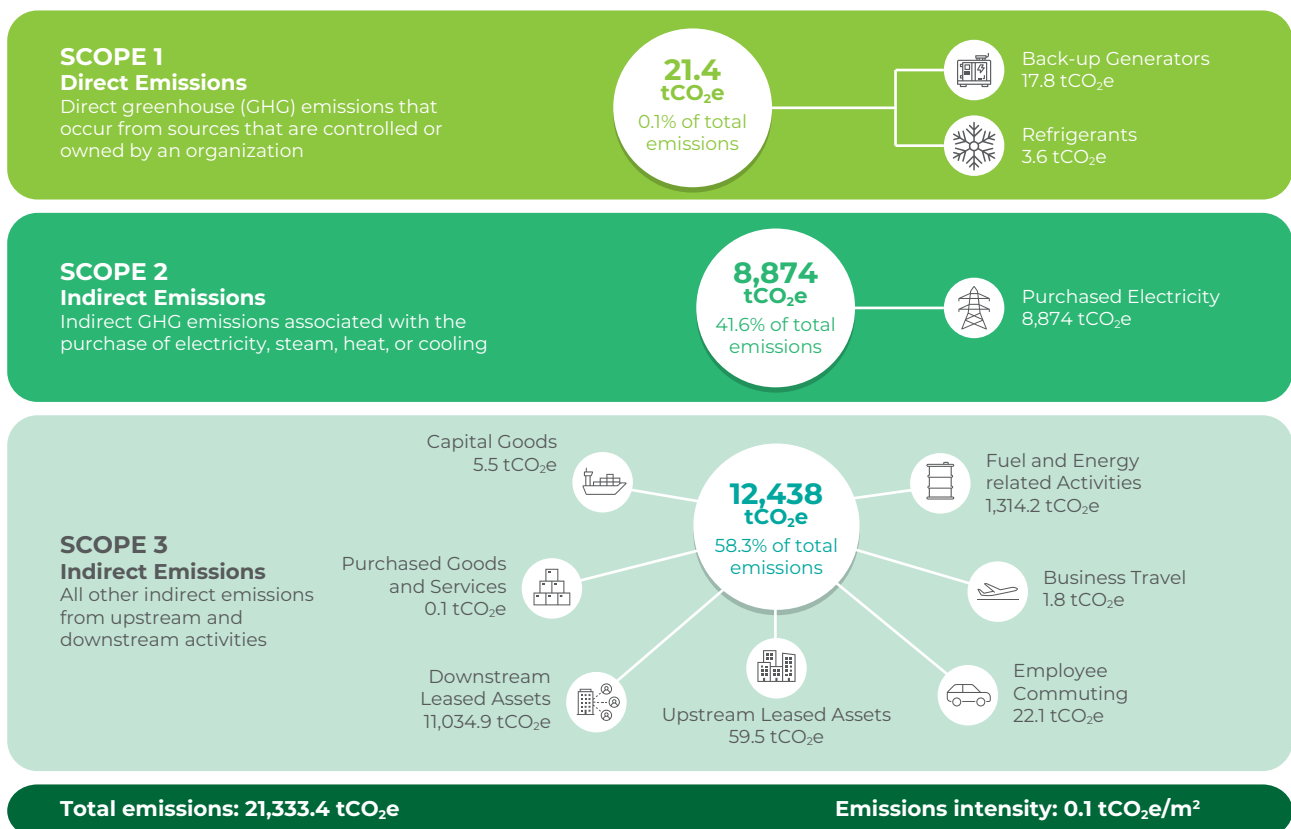 SCOPE 1
Direct Emissions
Direct greenhouse (GHG) emissions that
occur from sources that are controlled or
owned by an organization
21.4
tCO₂e
0.1% of total
emissions
Back-up Generators
17.8 tCO₂e
Refrigerants
3.6 tCO₂e
SCOPE 2
Indirect Emissions
Indirect GHG emissions associated with the
purchase of electricity, steam, heat, or cooling
8,874
tCO₂e
41.6% of total
emissions
Purchased Electricity
8,874 tCO₂e
SCOPE 3
Indirect Emissions
All other indirect emissions
from upstream and
downstream activities
Capital Goods
5.5 tCO₂e
Purchased Goods
and Services
0.1 tCO₂e
Downstream
Leased Assets
11,034.9 tCO₂e
12,438
tCO₂e
58.3% of total
emissions
Upstream Leased Assets
59.5 tCO₂e
Fuel and Energy
related Activities
1,314.2 tCO₂e
Business Travel
1.8 tCO₂e
Employee
Commuting
22.1 tCO₂e
Total emissions: 21,333.4 tCO₂e
Emissions intensity: 0.1 tCO₂e/m²